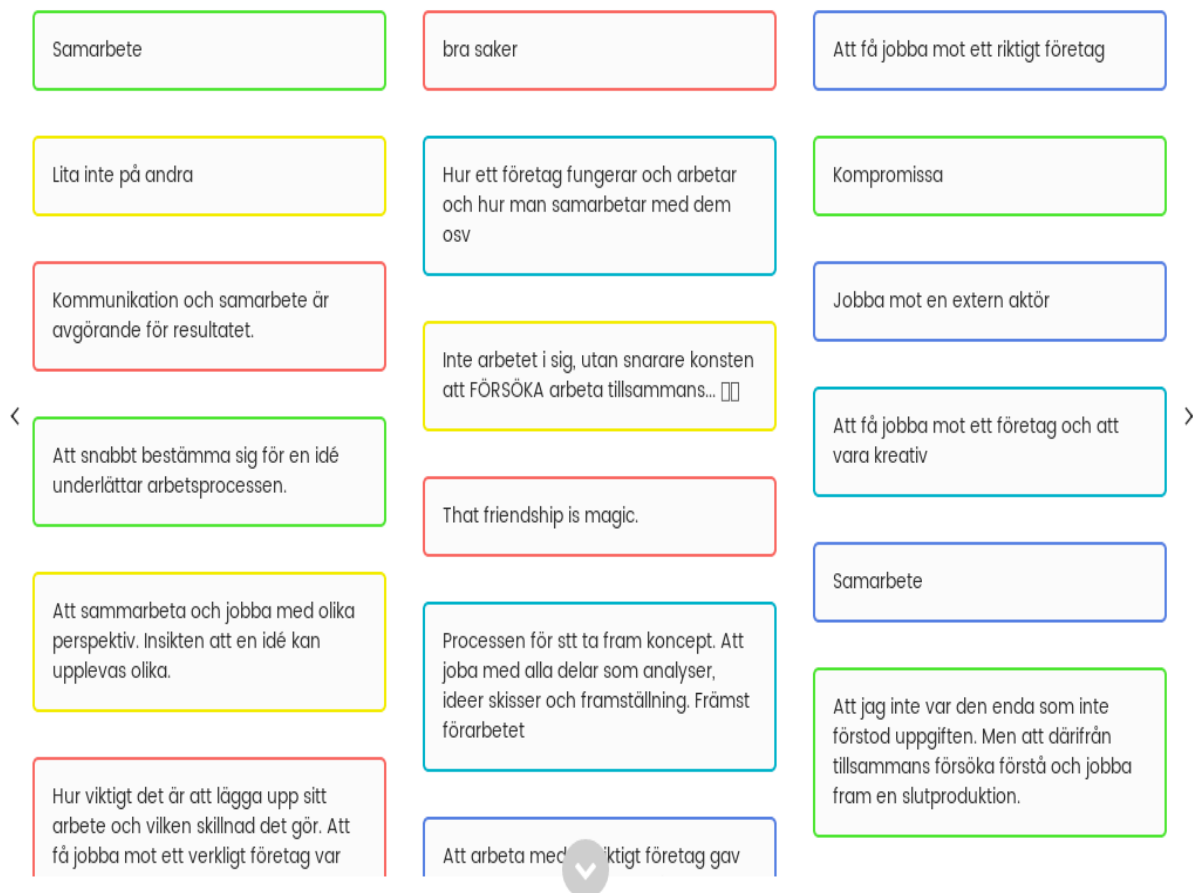 Samarbete
Lita inte på andra
Kommunikation och samarbete är
avgörande för resultatet.
Att snabbt bestämma sig för en idé
underlättar arbetsprocessen.
Att sammarbeta och jobba med olika
perspektiv. Insikten att en idé kan
upplevas olika.
Hur viktigt det är att lägga upp sitt
arbete och vilken skillnad det gör. Att
få jobba mot ett verkligt företag var
bra saker
Hur ett företag fungerar och arbetar
och hur man samarbetar med dem
osv
Inte arbetet i sig, utan snarare konsten
att FÖRSÖKA arbeta tillsammans...
That friendship is magic.
Processen för stt ta fram koncept. Att
joba med alla delar som analyser,
ideer skisser och framställning. Främst
förarbetet
Att arbeta med företag gav
Att få jobba mot ett riktigt företag
Kompromissa
Jobba mot en extern aktör
Att få jobba mot ett företag och att
vara kreativ
Samarbete
Att jag inte var den enda som inte
förstod uppgiften. Men att därifrån
tillsammans försöka förstå och jobba
fram en slutproduktion.